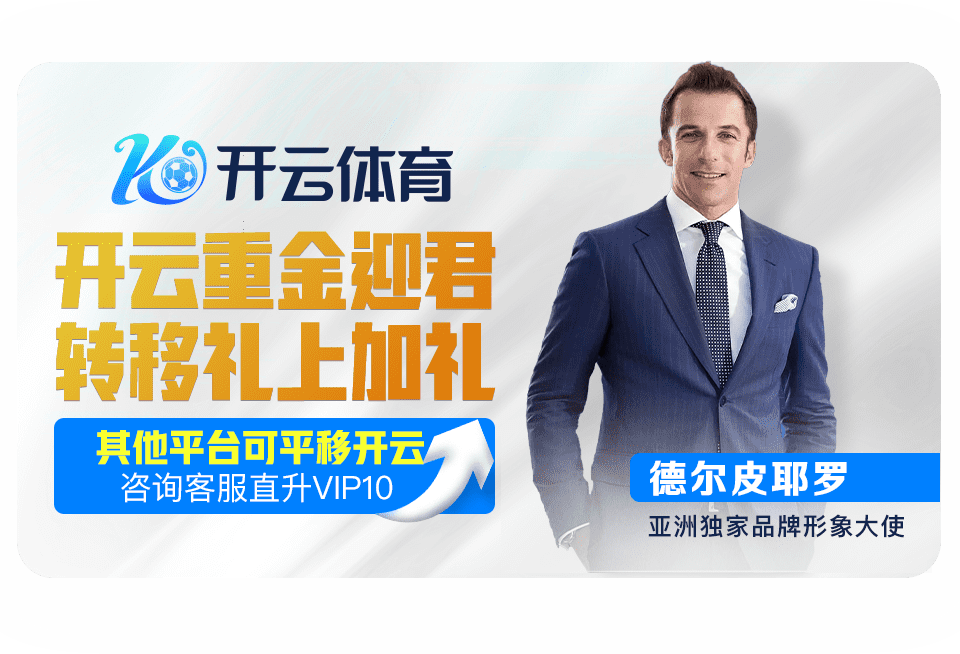 开云体育
开云重金迎君
转移礼上加礼
其他平台可平移开云
咨询客服直升VIP10
德尔皮耶罗
亚洲独家品牌形象大使